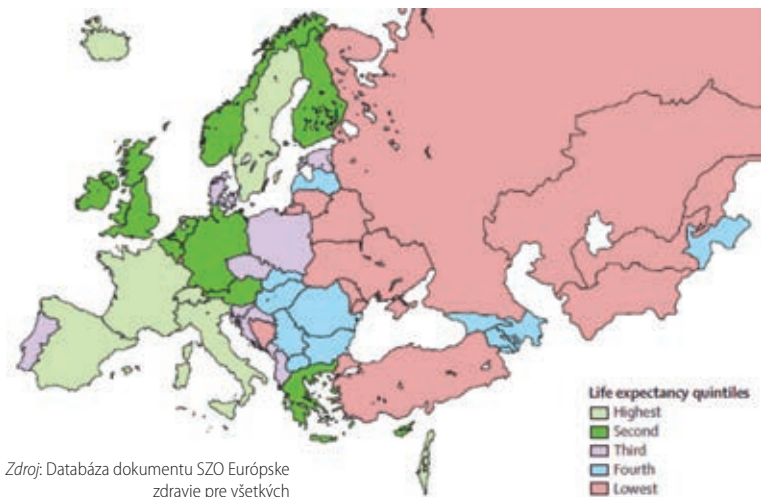 Life expectancy quintiles
Highest
Second
Third
Fourth
Lowest
Zdroj: Databáza dokumentu SZO Európske
zdravie pre všetkých